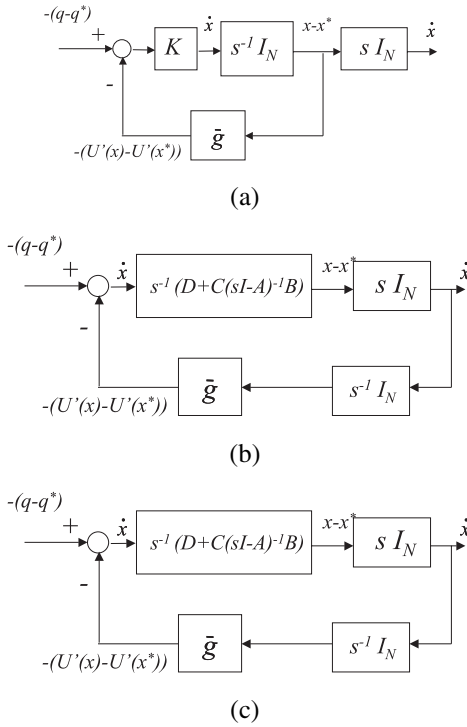 -(q-q*)
+
K
ẋ
s⁻¹ I_N
x-x*
s I_N
ẋ
-
ḡ
-(U'(x)-U'(x*))
(a)
-(q-q*)
+
ẋ
s⁻¹ (D+C(sI-A)⁻¹B)
x-x*
s I_N
ẋ
-
ḡ
s⁻¹ I_N
-(U'(x)-U'(x*))
(b)
-(q-q*)
+
ẋ
s⁻¹ (D+C(sI-A)⁻¹B)
x-x*
s I_N
ẋ
-
ḡ
s⁻¹ I_N
-(U'(x)-U'(x*))
(c)